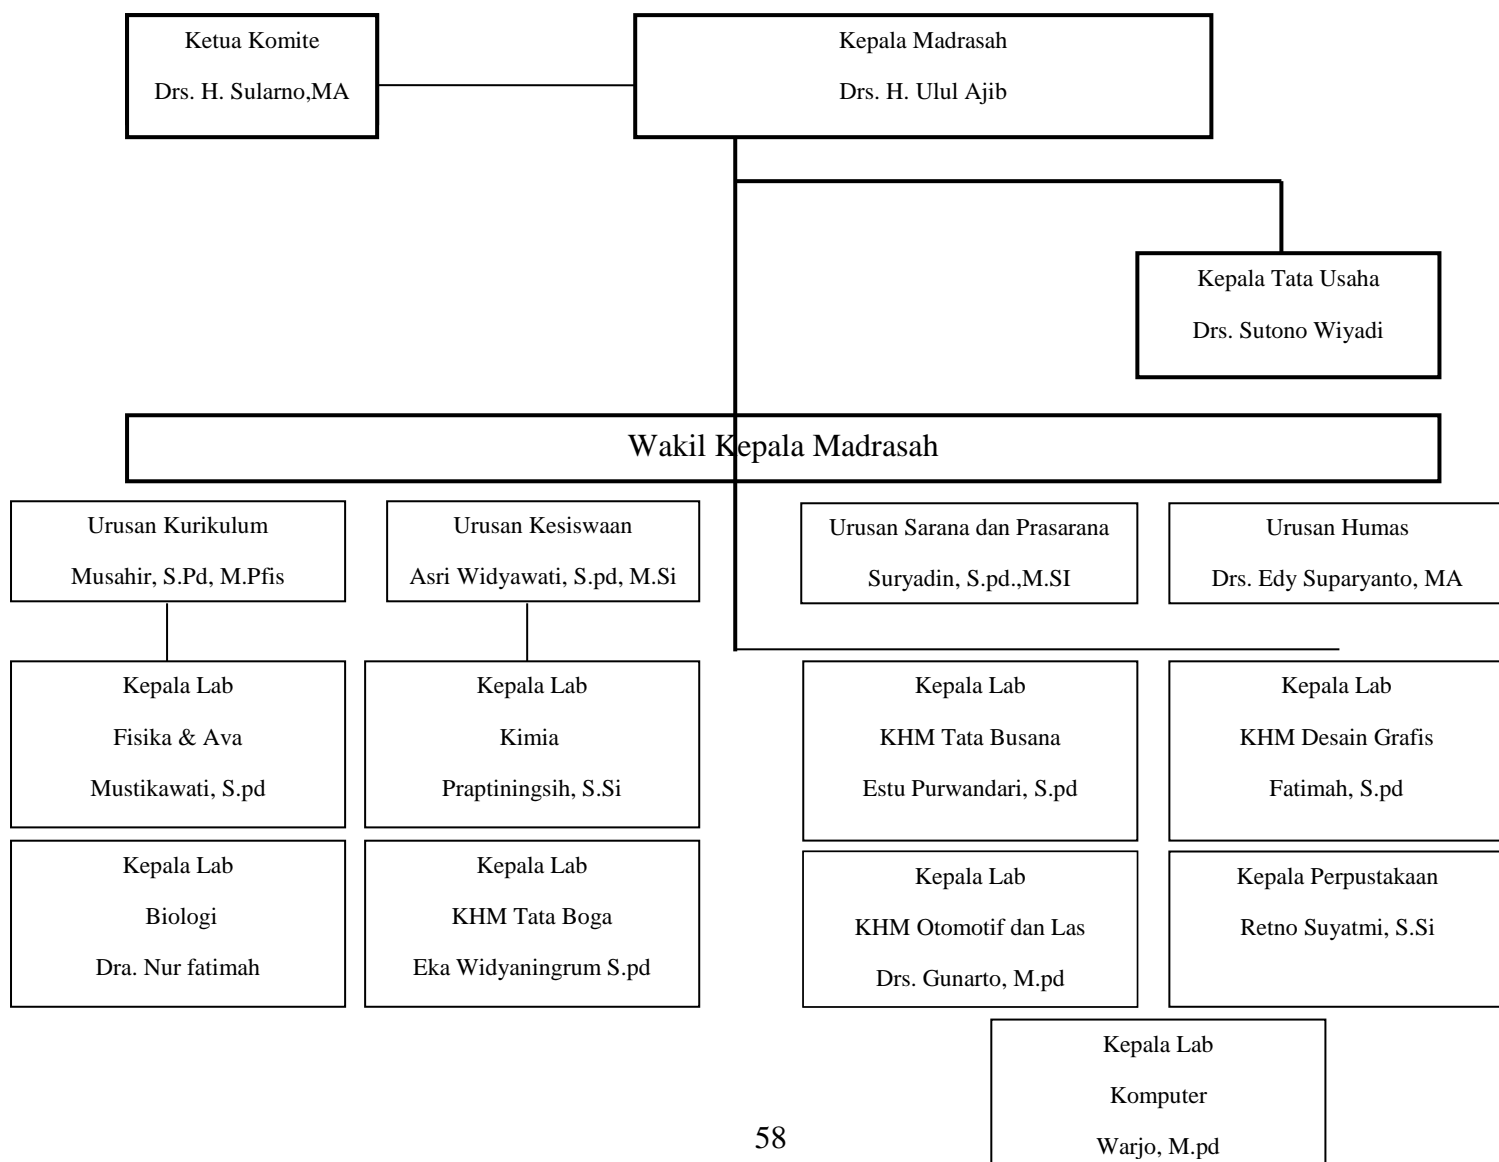 Ketua Komite
Drs. H. Sularno,MA
Kepala Madrasah
Drs. H. Ulul Ajib
Kepala Tata Usaha
Drs. Sutono Wiyadi
Wakil Kepala Madrasah
Urusan Kurikulum
Musahir, S.Pd, M.Pfis
Urusan Kesiswaan
Asri Widyawati, S.pd, M.Si
Urusan Sarana dan Prasarana
Suryadin, S.pd.,M.SI
Urusan Humas
Drs. Edy Suparyanto, MA
Kepala Lab
Fisika & Ava
Mustikawati, S.pd
Kepala Lab
Kimia
Praptiningsih, S.Si
Kepala Lab
KHM Tata Busana
Estu Purwandari, S.pd
Kepala Lab
KHM Desain Grafis
Fatimah, S.pd
Kepala Lab
Biologi
Dra. Nur fatimah
Kepala Lab
KHM Tata Boga
Eka Widyaningrum S.pd
Kepala Lab
KHM Otomotif dan Las
Drs. Gunarto, M.pd
Kepala Perpustakaan
Retno Suyatmi, S.Si
Kepala Lab
Komputer
Warjo, M.pd
58